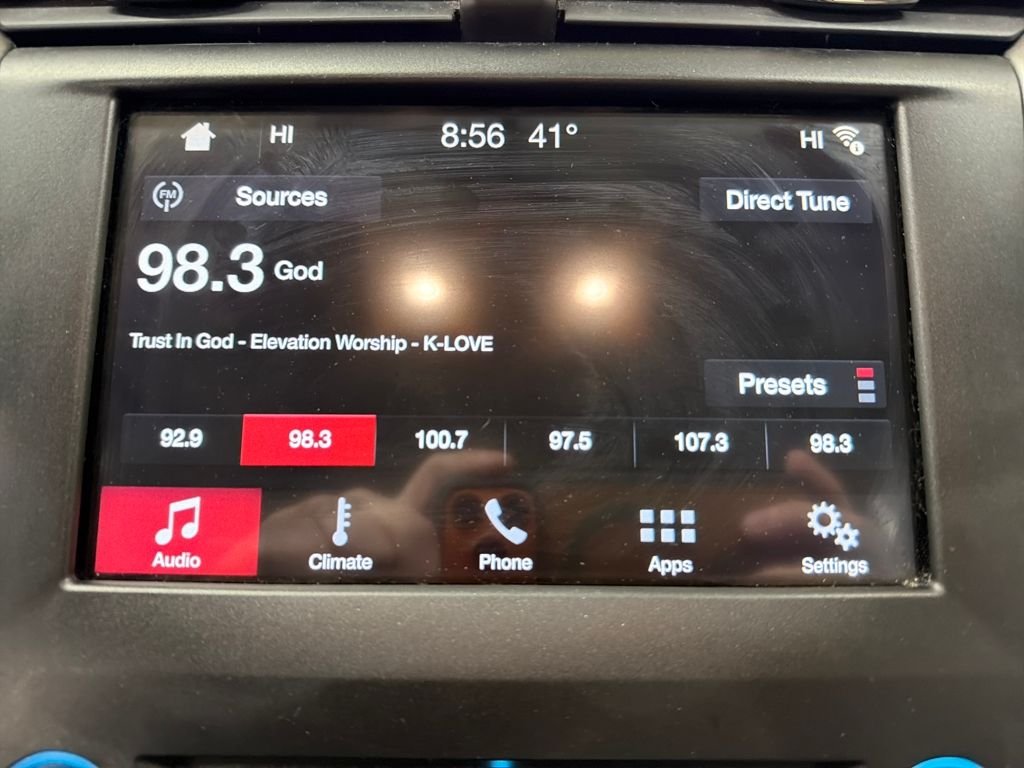 HI 8:56 41° HI
FM Sources Direct Tune
98.3 God
Trust In God - Elevation Worship - K-LOVE
Presets
92.9 98.3 100.7 97.5 107.3 98.3
Audio Climate Phone Apps Settings